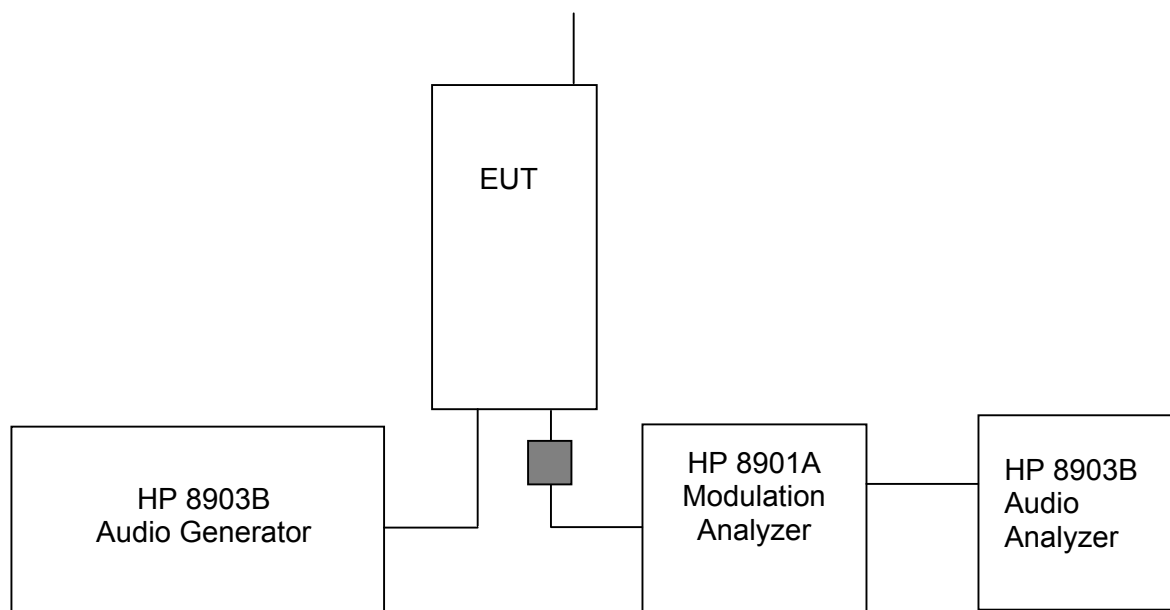 EUT
HP 8903B
Audio Generator
HP 8901A
Modulation
Analyzer
HP 8903B
Audio
Analyzer